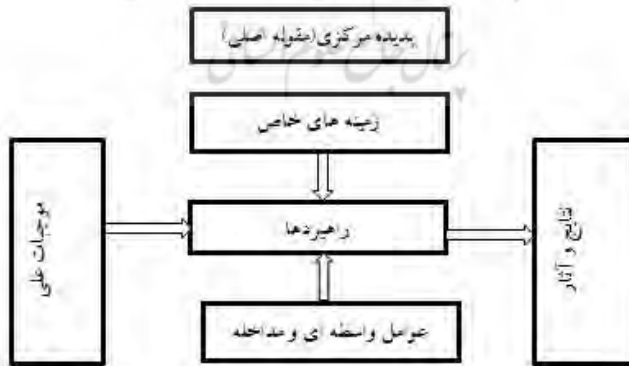 پدیده مرکزی(مقوله اصلی)
زمینه های خاص
موجبات علی
راهبردها
نتایج و آثار
عوامل واسطه ای و مداخله